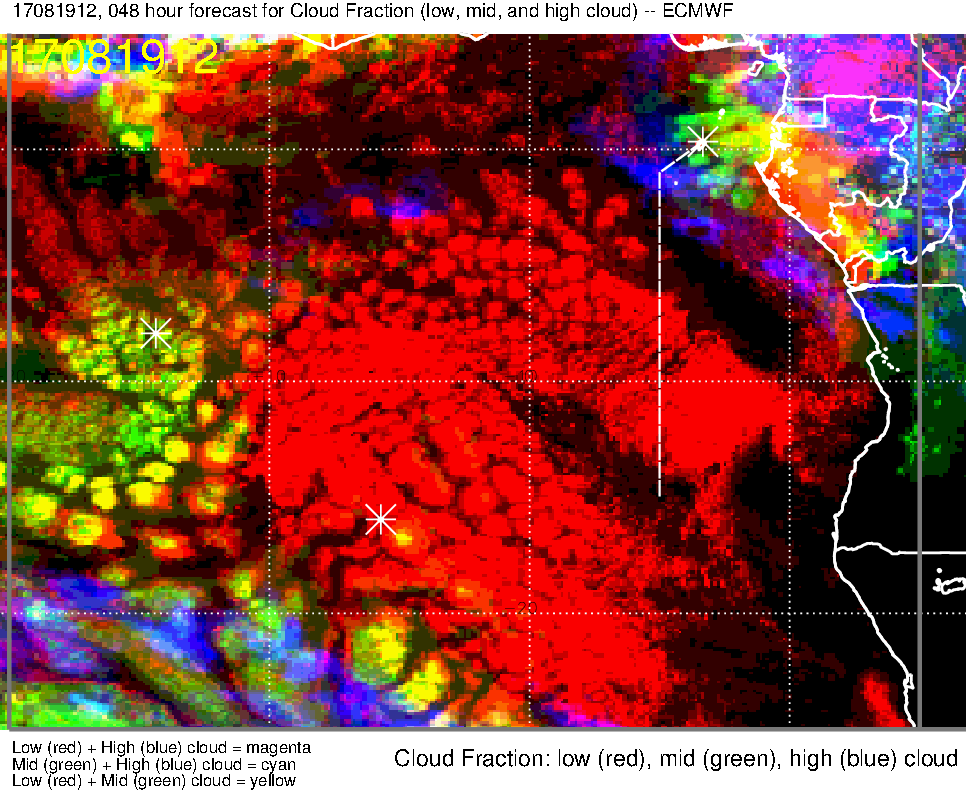 17081912, 048 hour forecast for Cloud Fraction (low, mid, and high cloud) -- ECMWF
17081912
Low (red) + High (blue) cloud = magenta
Mid (green) + High (blue) cloud = cyan
Low (red) + Mid (green) cloud = yellow
Cloud Fraction: low (red), mid (green), high (blue) cloud